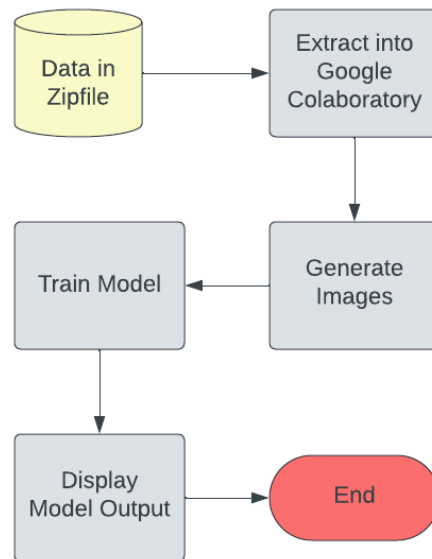 Data in
Zipfile
Extract into
Google
Colaboratory
Generate
Images
Train Model
Display
Model Output
End